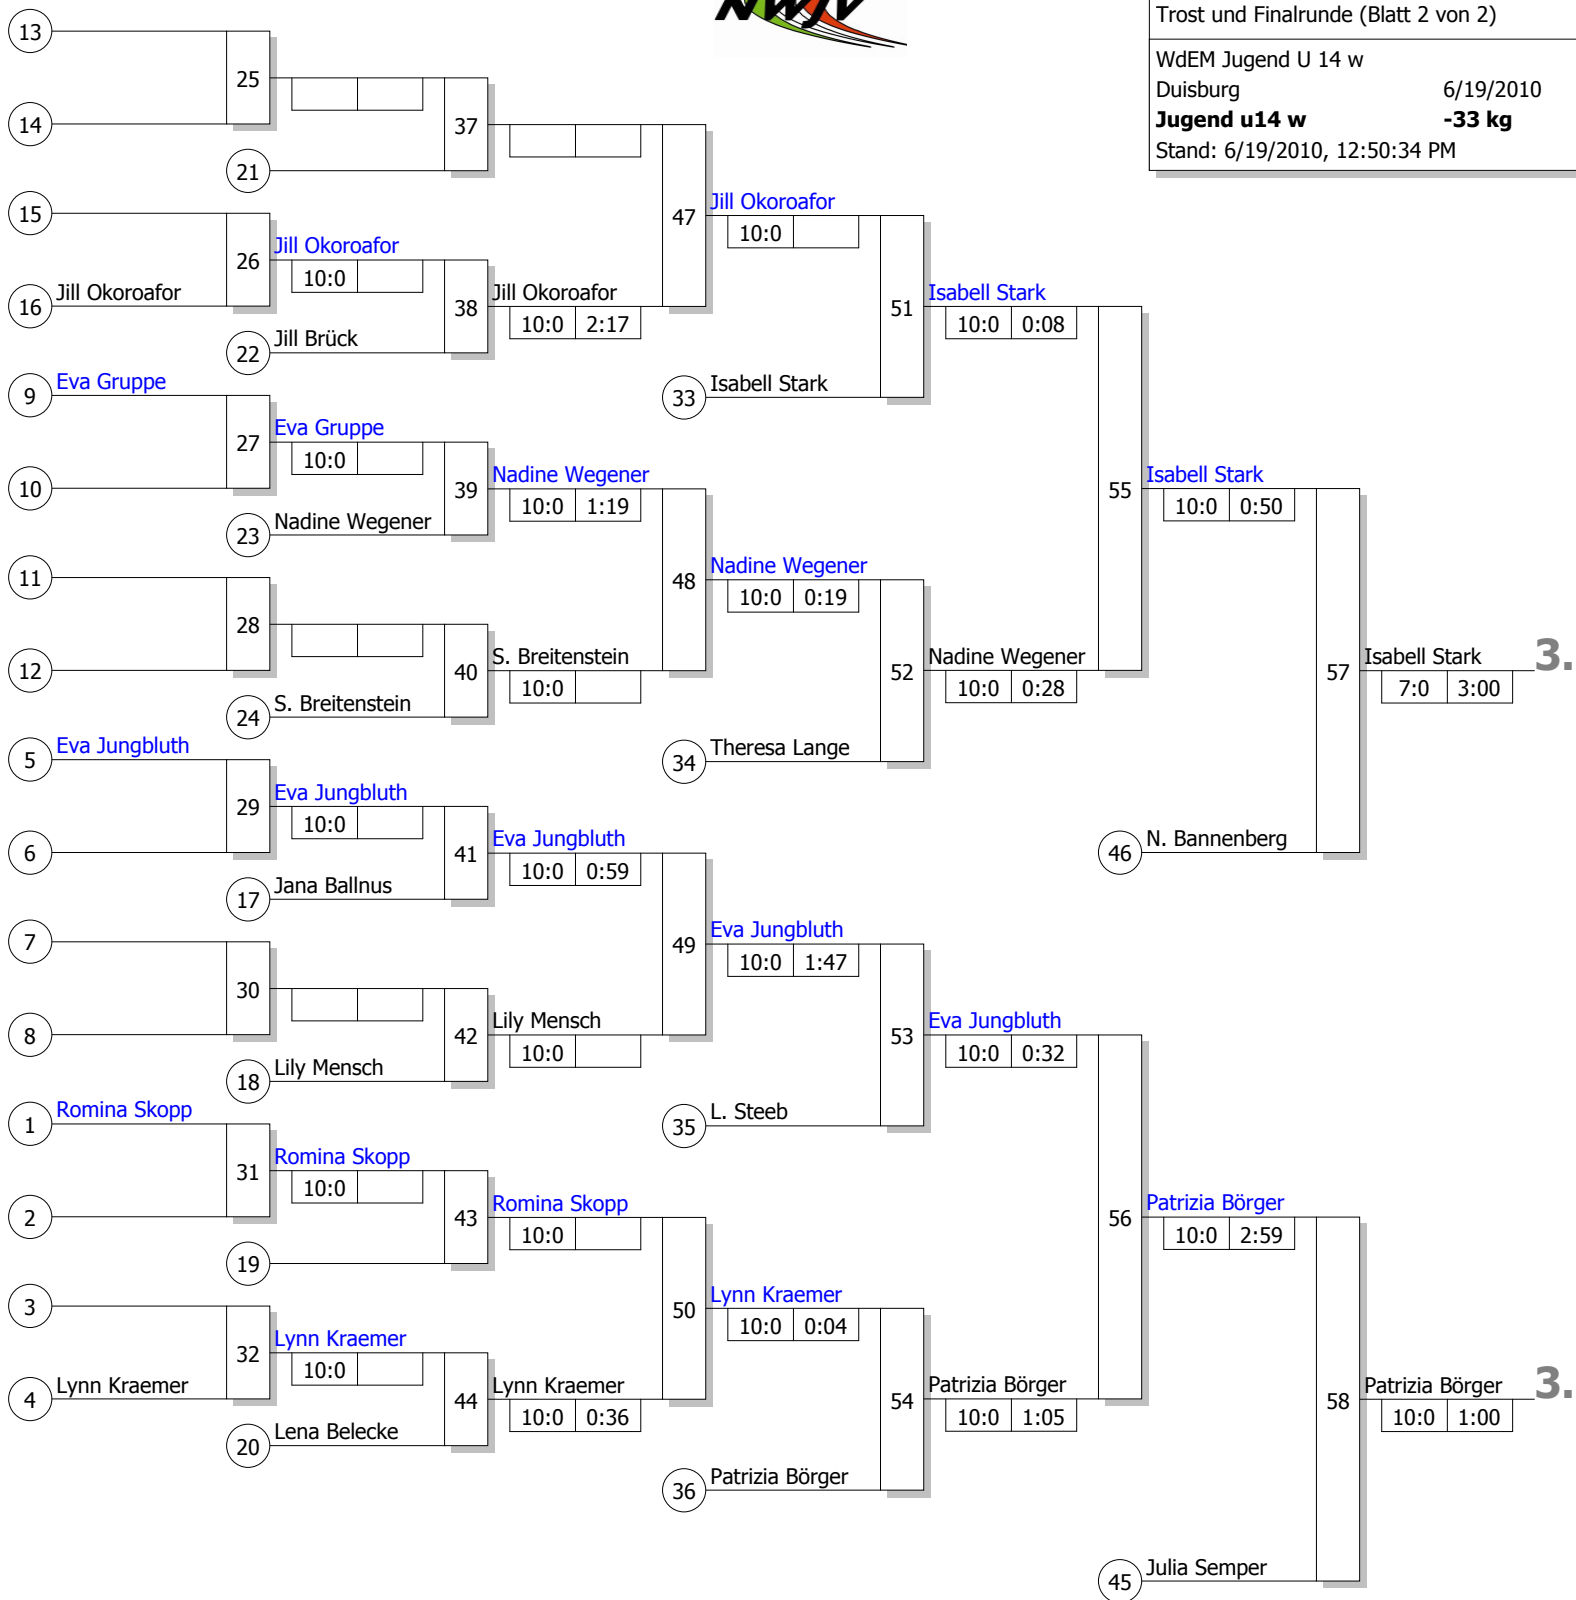 NWJV
Trost und Finalrunde (Blatt 2 von 2)
WdEM Jugend U 14 w
Duisburg 6/19/2010
Jugend u14 w -33 kg
Stand: 6/19/2010, 12:50:34 PM
13
25
14
37
21
15
47
Jill Okoroafor
10:0
26
Jill Okoroafor
10:0
16
Jill Okoroafor
38
Jill Okoroafor
10:0 2:17
22
Jill Brück
51
Isabell Stark
10:0 0:08
33
Isabell Stark
9
Eva Gruppe
27
Eva Gruppe
10:0
10
39
Nadine Wegener
10:0 1:19
23
Nadine Wegener
55
Isabell Stark
10:0 0:50
11
48
Nadine Wegener
10:0 0:19
28
12
40
S. Breitenstein
10:0
24
S. Breitenstein
52
Nadine Wegener
10:0 0:28
57
Isabell Stark
7:0 3:00
3.
34
Theresa Lange
5
Eva Jungbluth
29
Eva Jungbluth
10:0
6
41
Eva Jungbluth
10:0 0:59
17
Jana Ballnus
46
N. Bannenberg
7
49
Eva Jungbluth
10:0 1:47
30
8
42
Lily Mensch
10:0
18
Lily Mensch
53
Eva Jungbluth
10:0 0:32
35
L. Steeb
1
Romina Skopp
31
Romina Skopp
10:0
2
43
Romina Skopp
10:0
19
56
Patrizia Börger
10:0 2:59
3
50
Lynn Kraemer
10:0 0:04
32
Lynn Kraemer
10:0
4
Lynn Kraemer
44
Lynn Kraemer
10:0 0:36
20
Lena Belecke
54
Patrizia Börger
10:0 1:05
58
Patrizia Börger
10:0 1:00
3.
36
Patrizia Börger
45
Julia Semper